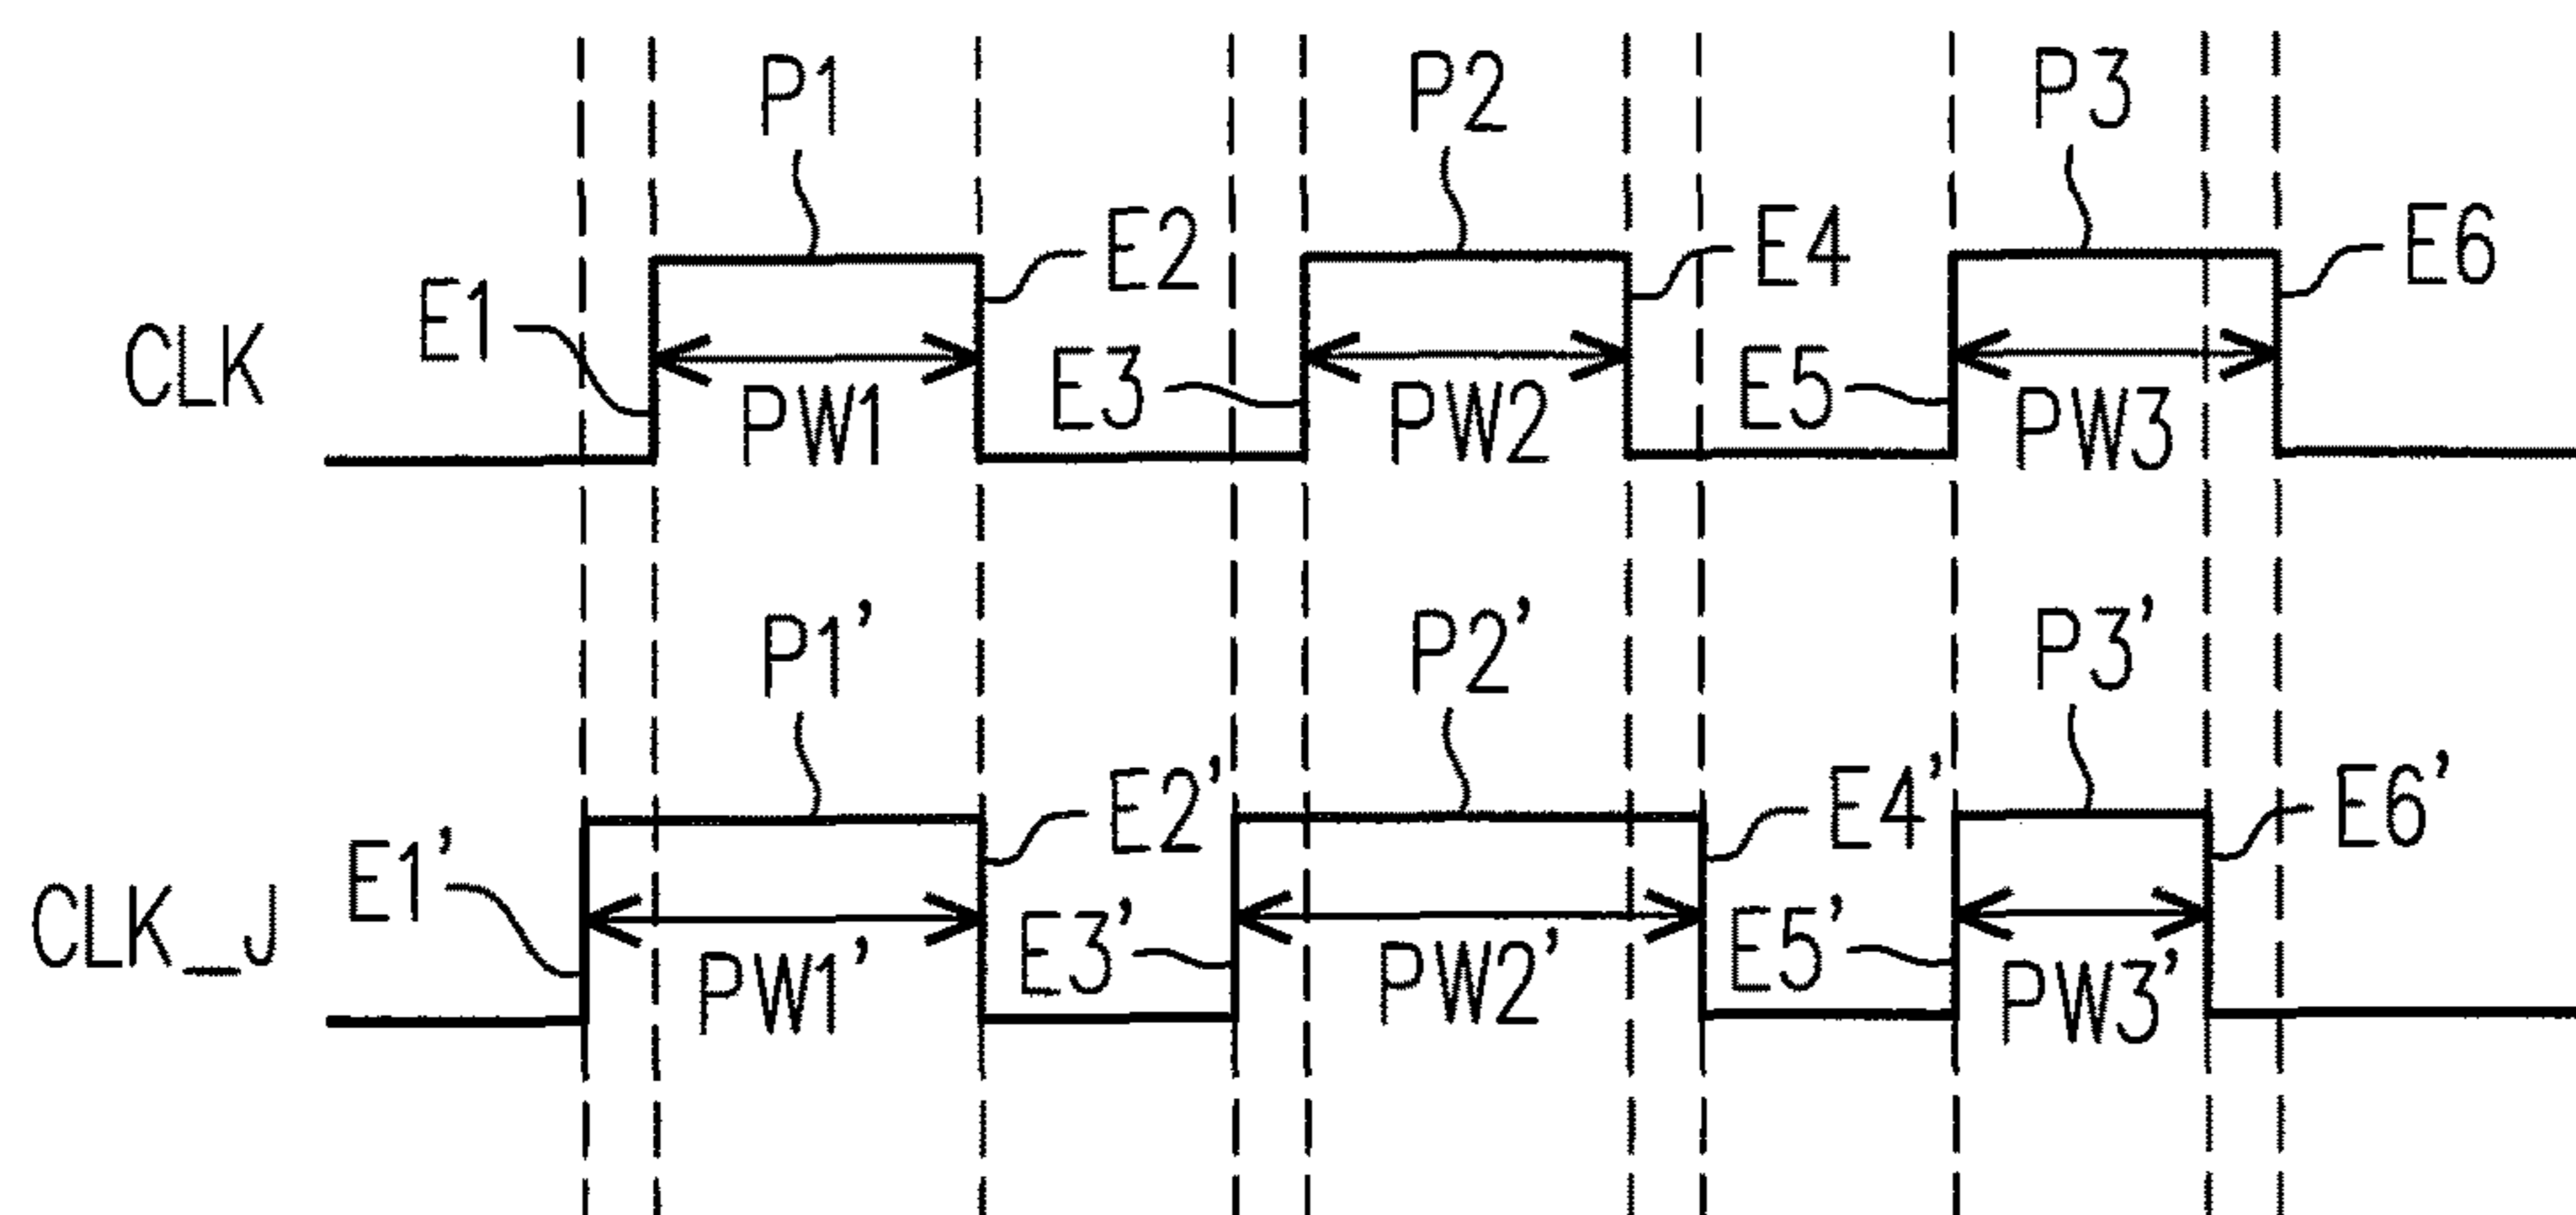 P1 P2 P3
E1 E2 E3 E4 E5 E6
CLK
PW1 PW2 PW3
P1’ P2’ P3’
E1’ E2’ E3’ E4’ E5’ E6’
CLK_J
PW1’ PW2’ PW3’